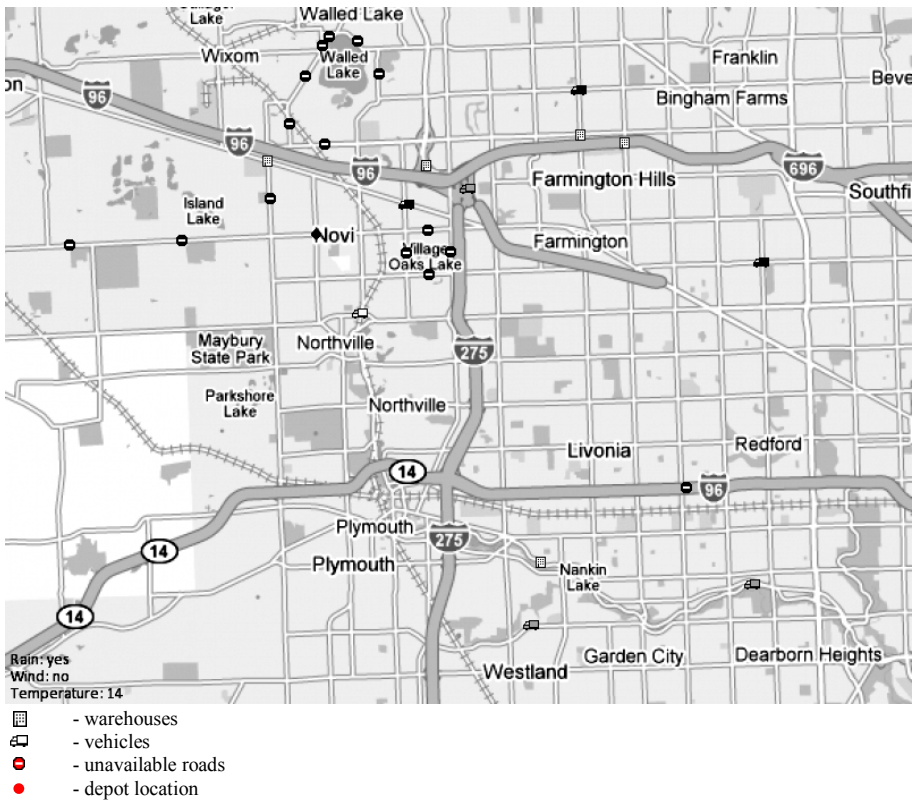 Lake
Walled Lake
Wixom
Walled
Lake
Franklin
Beve
on
96
Bingham Farms
96
96
696
Farmington Hills
Southfi
Island
Lake
Novi
Farmington
Village
Oaks Lake
Maybury
State Park
Northville
275
Parkshore
Lake
Northville
Livonia
Redford
14
96
Plymouth
275
14
Plymouth
Nankin
Lake
14
Garden City
Dearborn Heights
Westland
Rain: yes
Wind: no
Temperature: 14
- warehouses
- vehicles
- unavailable roads
- depot location